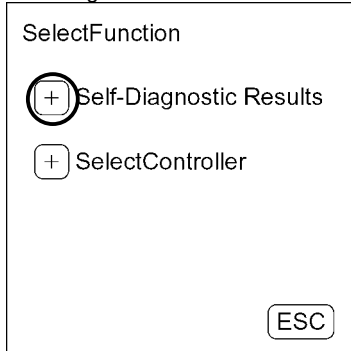 SelectFunction
+ Self-Diagnostic Results
+ SelectController
ESC